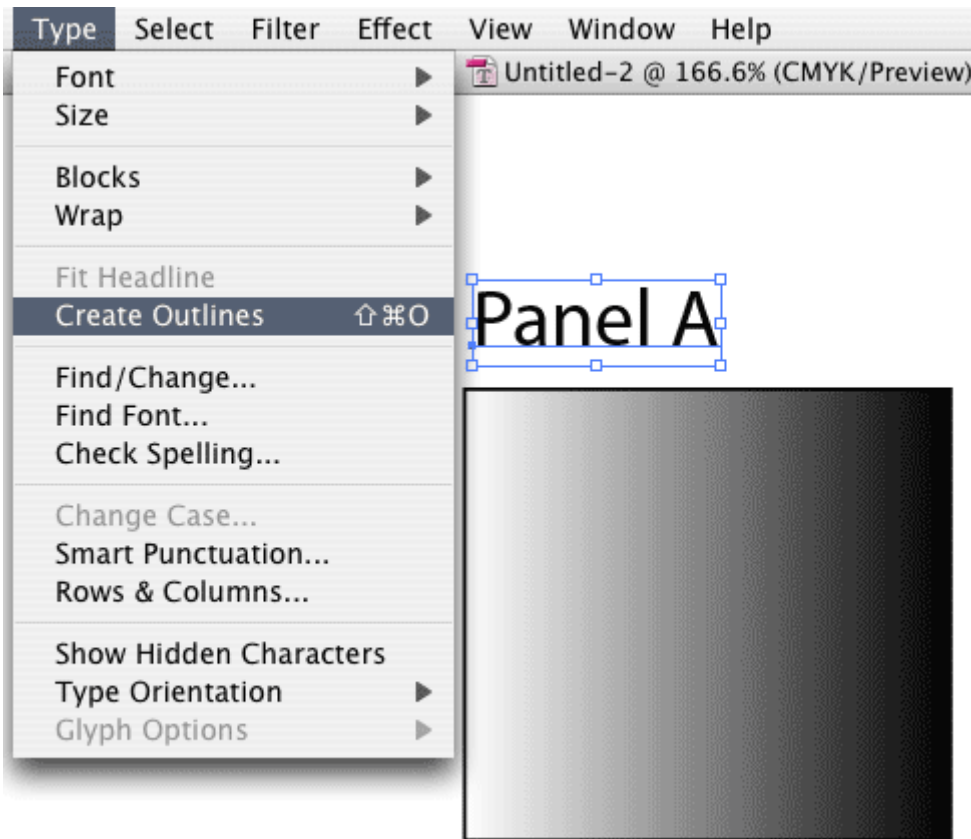 Type Select Filter Effect View Window Help
Untitled-2 @ 166.6% (CMYK/Preview)
Font
Size
Blocks
Wrap
Fit Headline
Create Outlines ⇧⌘O
Find/Change...
Find Font...
Check Spelling...
Change Case...
Smart Punctuation...
Rows & Columns...
Show Hidden Characters
Type Orientation
Glyph Options
Panel A